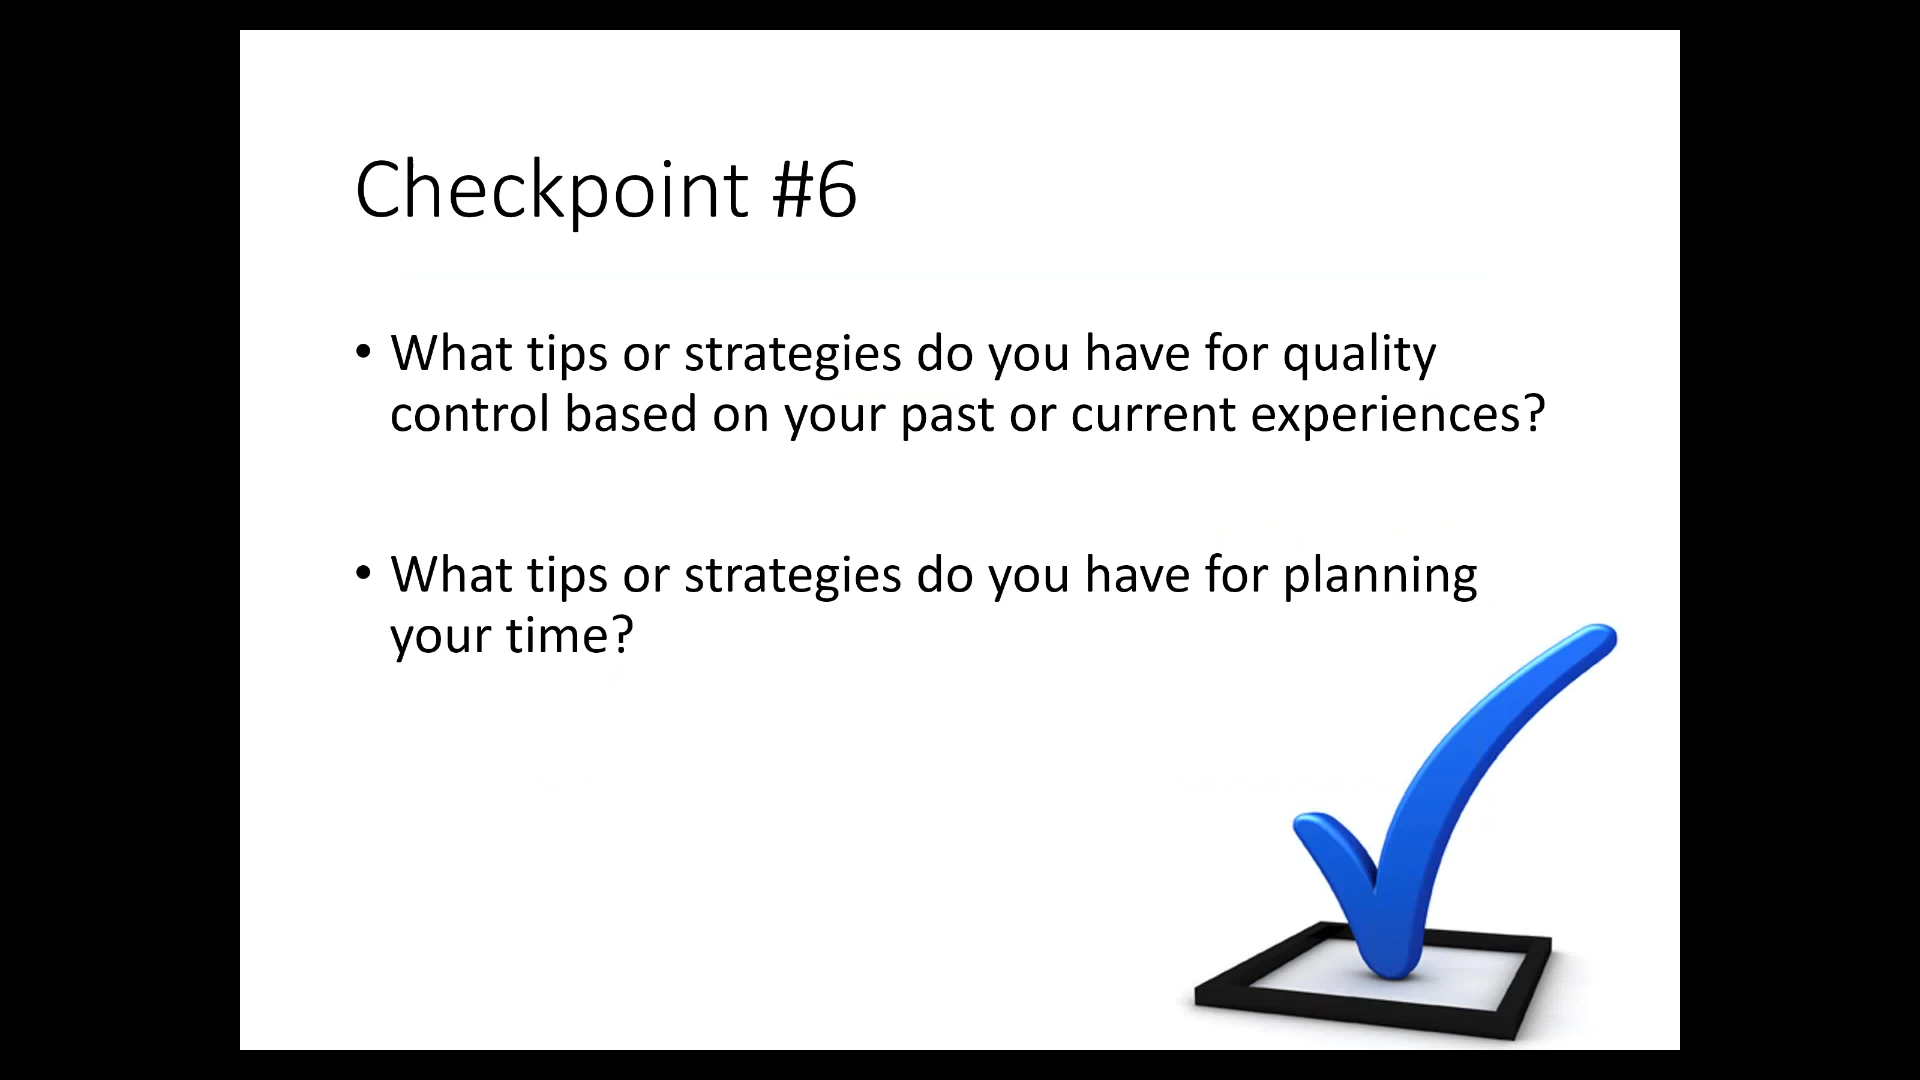 Checkpoint #6
• What tips or strategies do you have for quality
control based on your past or current experiences?
• What tips or strategies do you have for planning
your time?